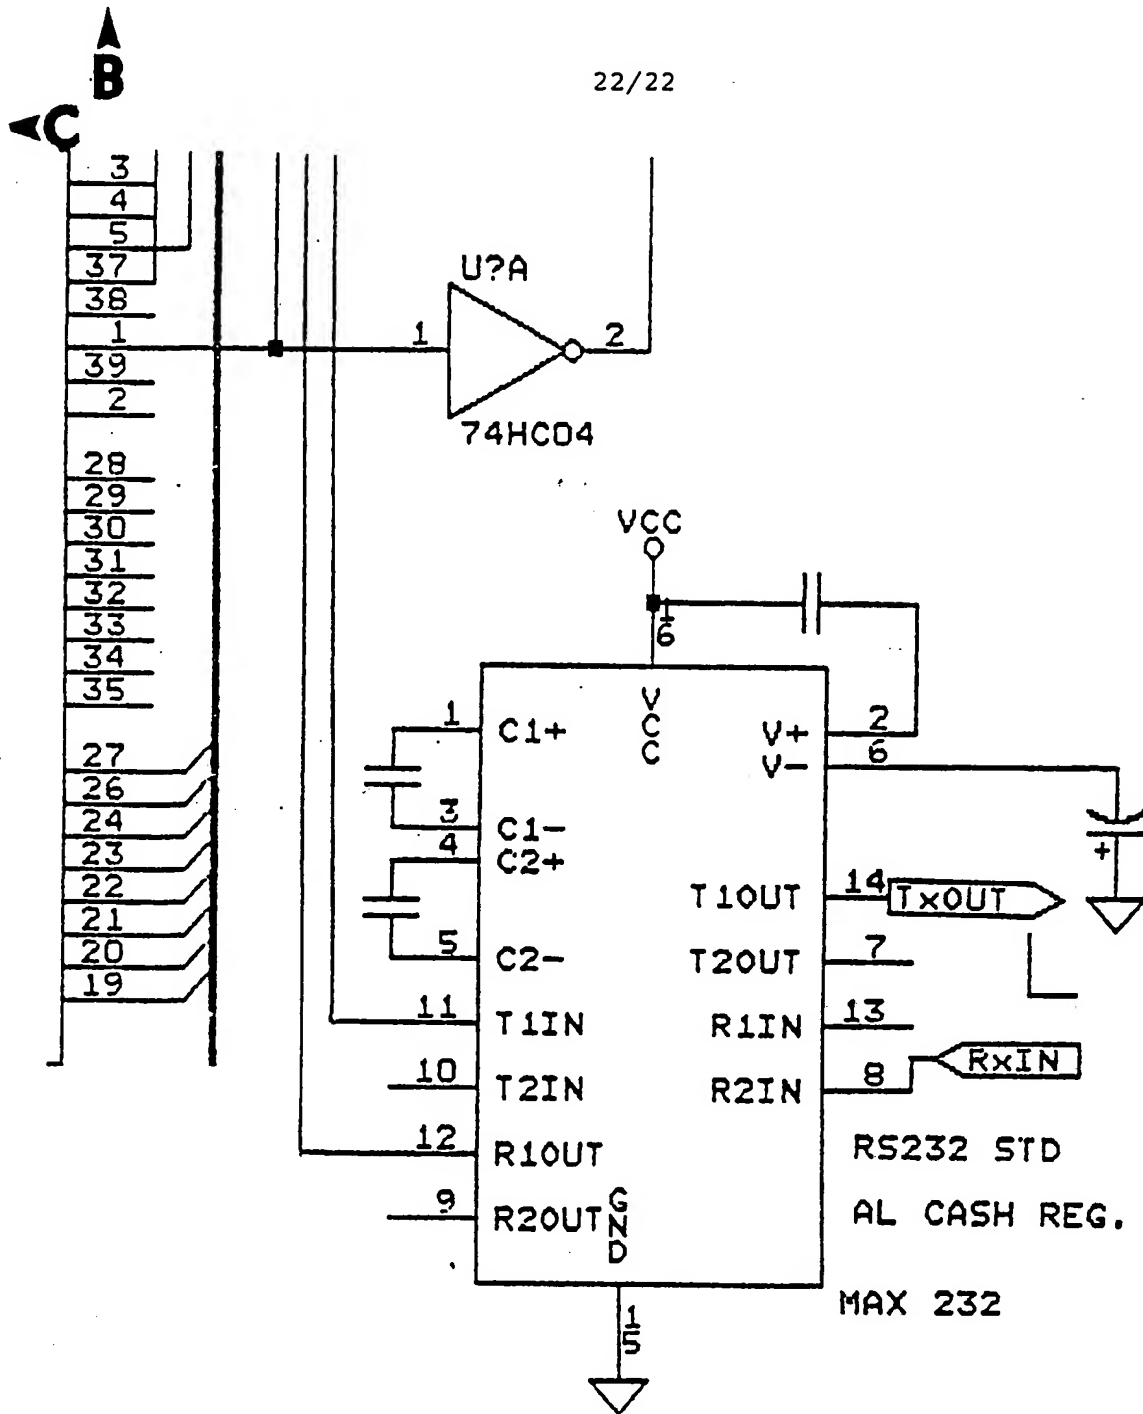 B
22/22
C
3
4
5
37
38
1
39
2
28
29
30
31
32
33
34
35
27
26
24
23
22
21
20
19
U?A
1
2
74HC04
VCC
16
VCC
1
C1+
3
C1-
4
C2+
5
C2-
11
T1IN
10
T2IN
12
R1OUT
9
R2OUT
GND
15
V+
2
V-
6
+
T1OUT
14
TxOUT
T2OUT
7
R1IN
13
R2IN
8
RxIN
RS232 STD
AL CASH REG.
MAX 232